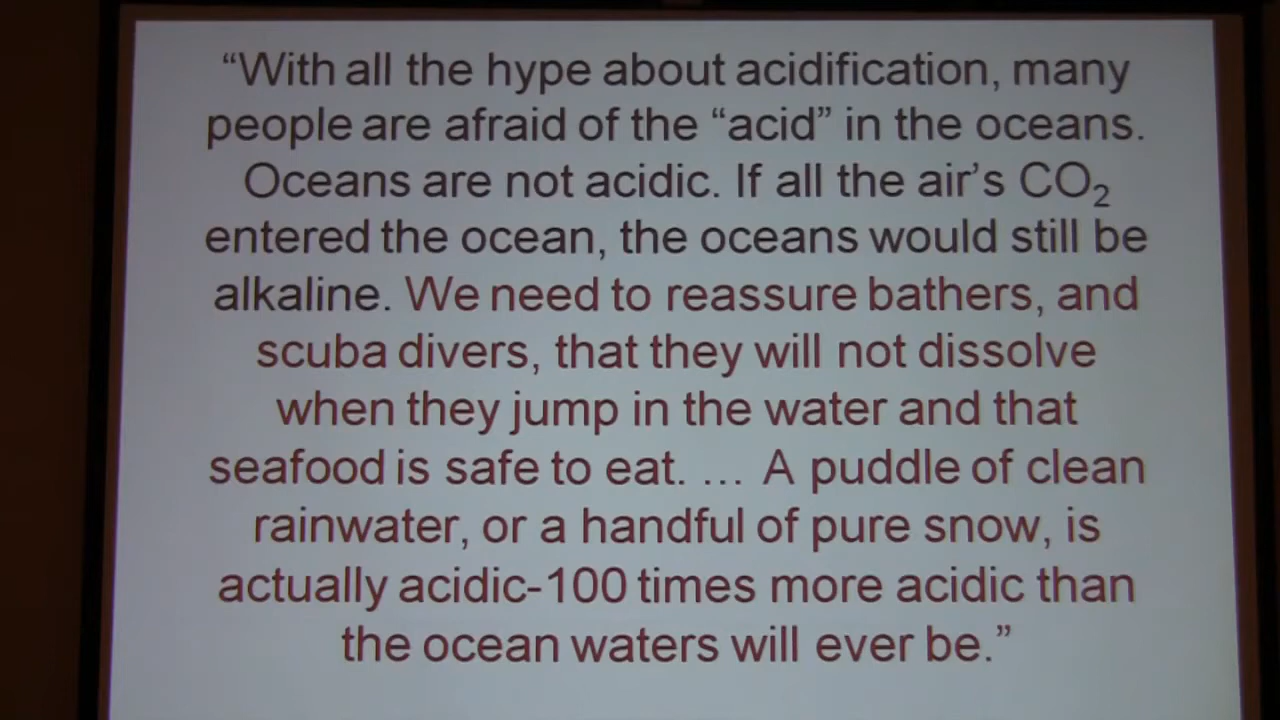 “With all the hype about acidification, many
people are afraid of the “acid” in the oceans.
Oceans are not acidic. If all the air’s CO₂
entered the ocean, the oceans would still be
alkaline. We need to reassure bathers, and
scuba divers, that they will not dissolve
when they jump in the water and that
seafood is safe to eat. … A puddle of clean
rainwater, or a handful of pure snow, is
actually acidic-100 times more acidic than
the ocean waters will ever be.”